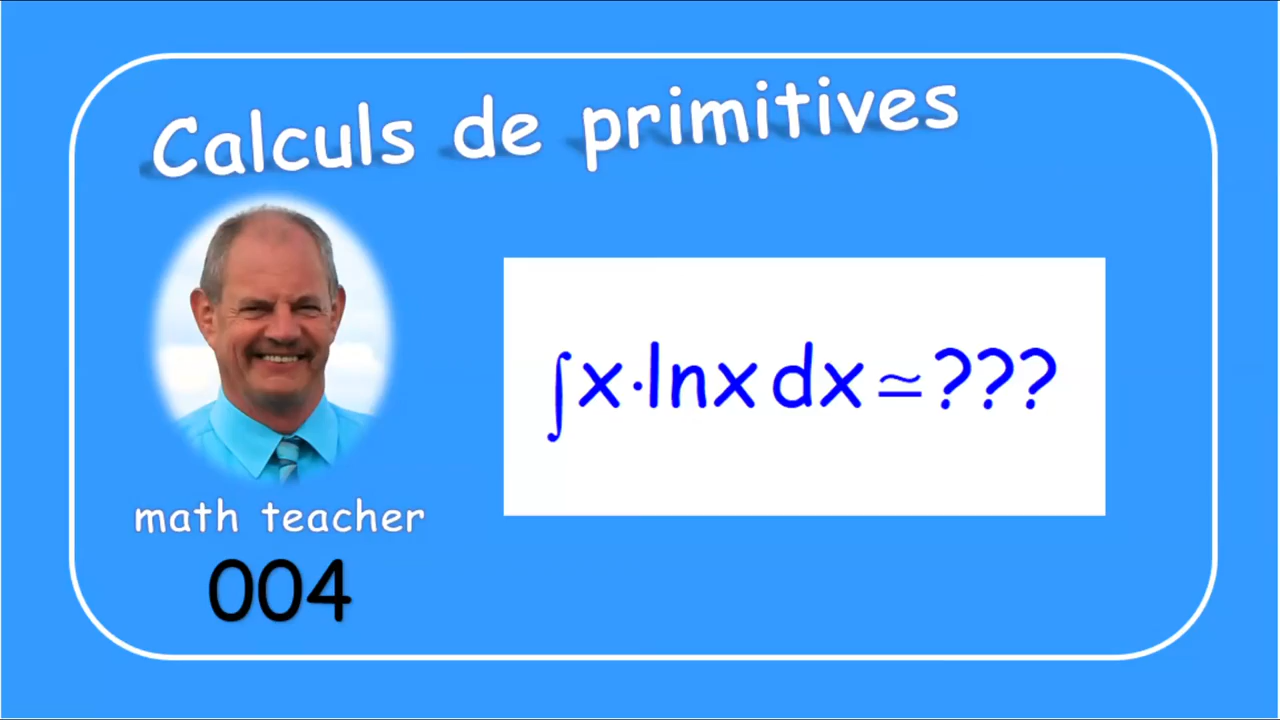 Calculs de primitives
∫x·lnx dx ≃ ???
math teacher
004